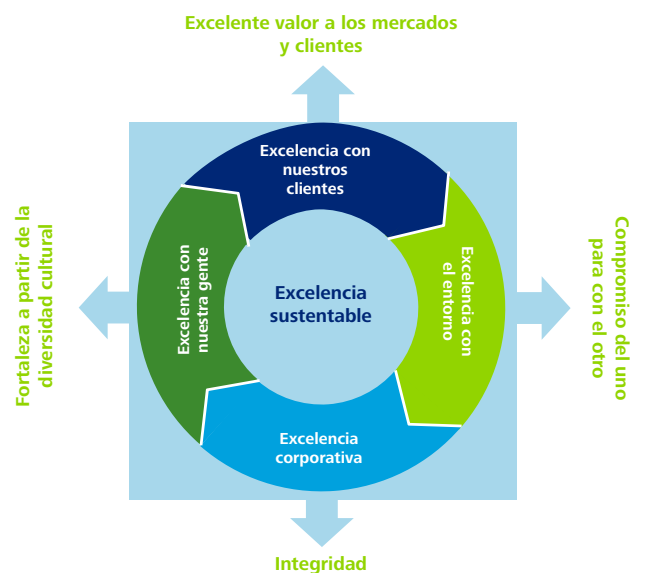 Excelente valor a los mercados
y clientes
Excelencia con
nuestros
clientes
Fortaleza a partir de la
diversidad cultural
Excelencia con
nuestra gente
Excelencia
sustentable
Excelencia con
el entorno
Compromiso del uno
para con el otro
Excelencia
corporativa
Integridad